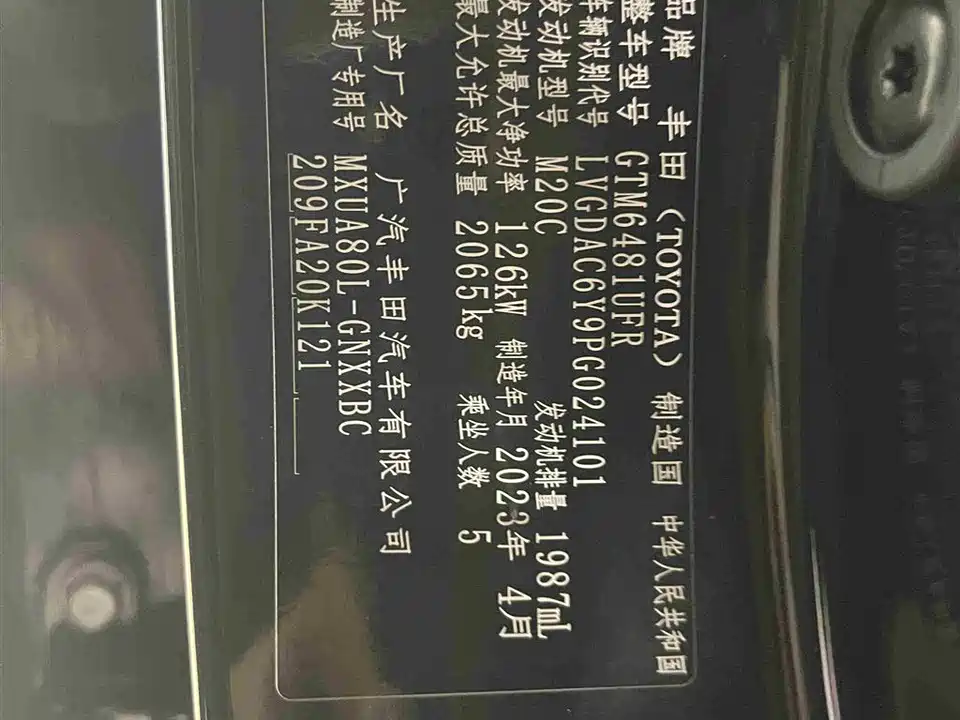 品牌 丰田（TOYOTA） 制造国 中华人民共和国
整车型号 GTM6481UFR
车辆识别代号 LVGDAC6Y9PG024101
发动机型号 M20C 发动机排量 1987mL
发动机最大净功率 126kW 制造年月 2023年 4月
最大允许总质量 2065kg 乘坐人数 5
生产厂名 广汽丰田汽车有限公司
制造厂专用号 MXUA80L-GNXXBC
209FA20K121